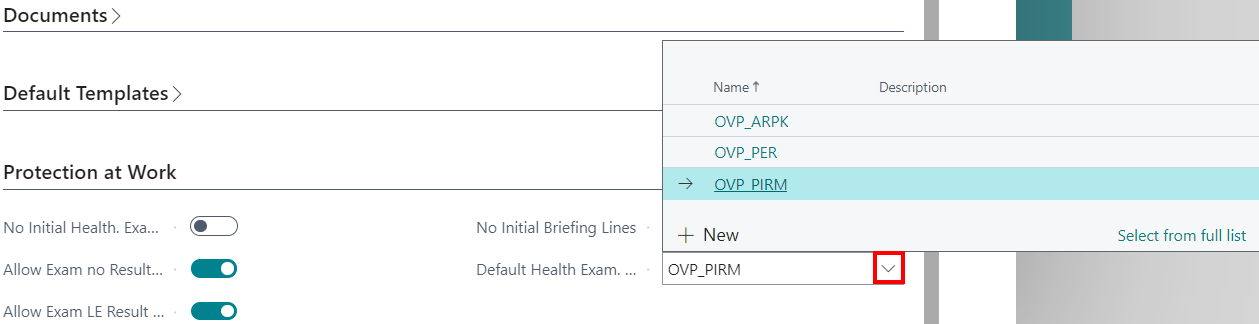 Documents
Default Templates
Protection at Work
No Initial Health. Exa...
Allow Exam no Result...
Allow Exam LE Result ...
No Initial Briefing Lines
Default Health Exam. ...
OVP_PIRM
Name Description
OVP_ARPK
OVP_PER
OVP_PIRM
New
Select from full list